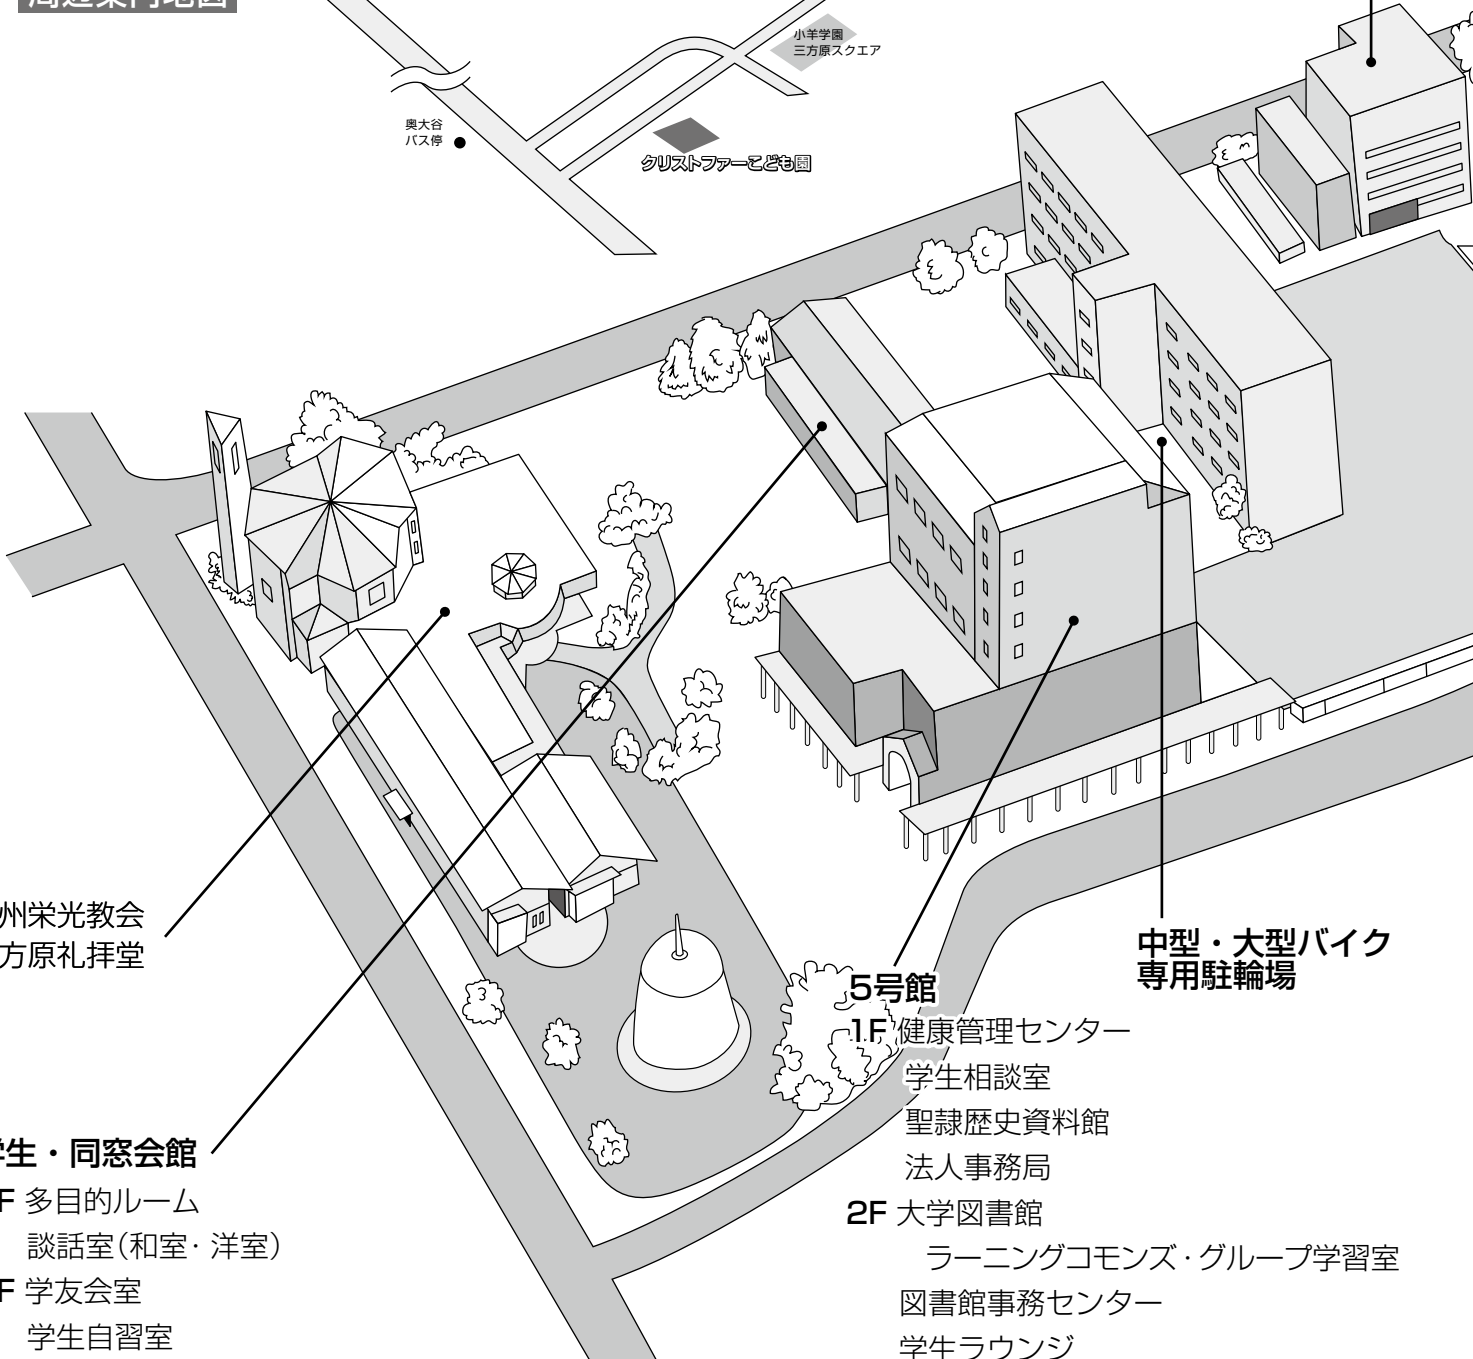 周辺案内地図
小羊学園
三方原スクエア
奥大谷
バス停
クリストファーこども園
州栄光教会
方原礼拝堂
学生・同窓会館
F 多目的ルーム
談話室(和室・洋室)
F 学友会室
学生自習室
5号館
1F 健康管理センター
学生相談室
聖隷歴史資料館
法人事務局
2F 大学図書館
ラーニングコモンズ・グループ学習室
図書館事務センター
学生ラウンジ
中型・大型バイク
専用駐輪場